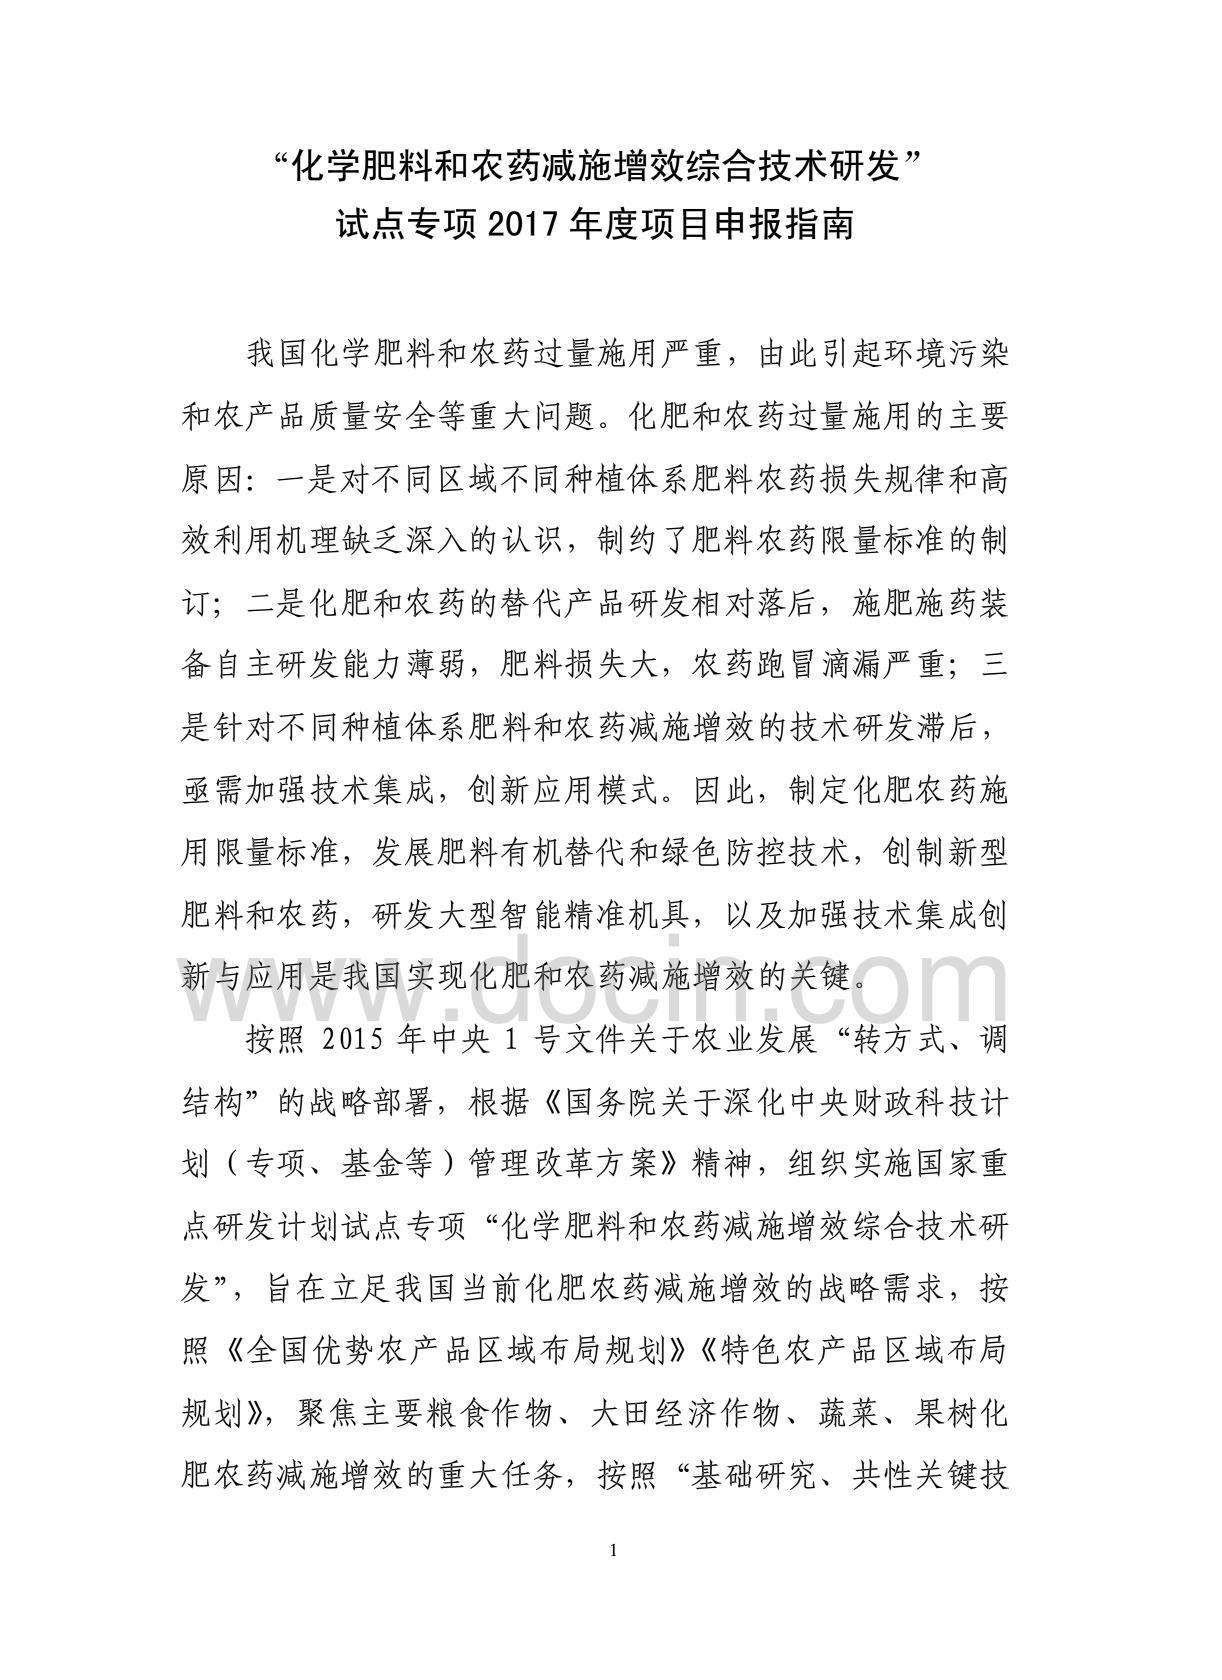 “化学肥料和农药减施增效综合技术研发”
试点专项 2017 年度项目申报指南
我国化学肥料和农药过量施用严重，由此引起环境污染
和农产品质量安全等重大问题。化肥和农药过量施用的主要
原因：一是对不同区域不同种植体系肥料农药损失规律和高
效利用机理缺乏深入的认识，制约了肥料农药限量标准的制
订；二是化肥和农药的替代产品研发相对落后，施肥施药装
备自主研发能力薄弱，肥料损失大，农药跑冒滴漏严重；三
是针对不同种植体系肥料和农药减施增效的技术研发滞后，
亟需加强技术集成，创新应用模式。因此，制定化肥农药施
用限量标准，发展肥料有机替代和绿色防控技术，创制新型
肥料和农药，研发大型智能精准机具，以及加强技术集成创
新与应用是我国实现化肥和农药减施增效的关键。
www.docin.com
按照 2015 年中央 1 号文件关于农业发展“转方式、调
结构”的战略部署，根据《国务院关于深化中央财政科技计
划（专项、基金等）管理改革方案》精神，组织实施国家重
点研发计划试点专项“化学肥料和农药减施增效综合技术研
发”，旨在立足我国当前化肥农药减施增效的战略需求，按
照《全国优势农产品区域布局规划》《特色农产品区域布局
规划》，聚焦主要粮食作物、大田经济作物、蔬菜、果树化
肥农药减施增效的重大任务，按照“基础研究、共性关键技
1